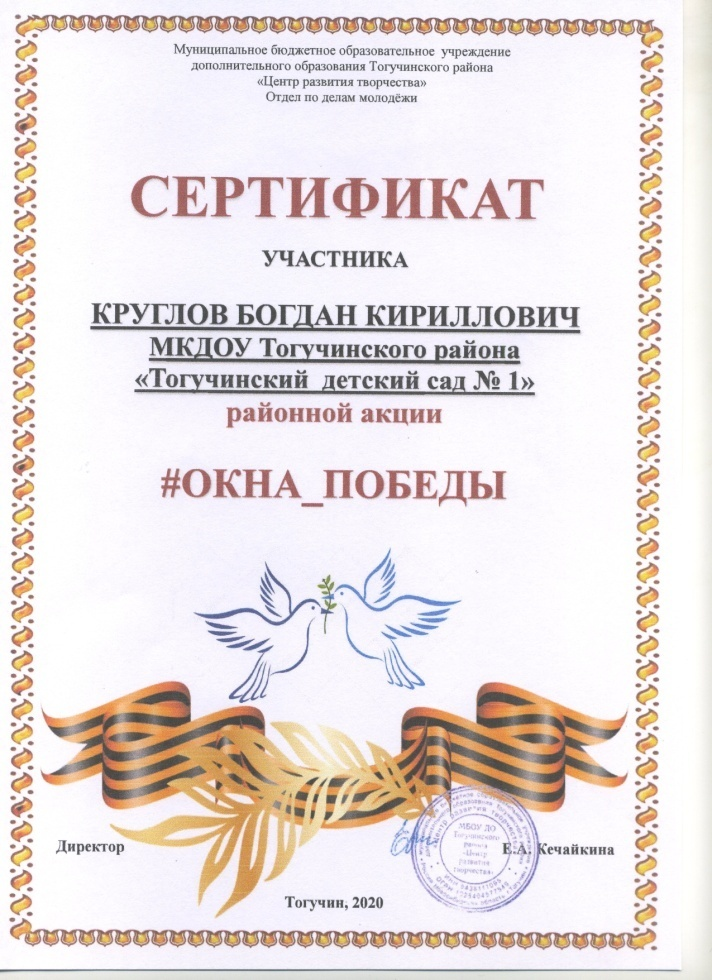 Муниципальное бюджетное образовательное учреждение
дополнительного образования Тогучинского района
«Центр развития творчества»
Отдел по делам молодёжи
СЕРТИФИКАТ
УЧАСТНИКА
КРУГЛОВ БОГДАН КИРИЛЛОВИЧ
МКДОУ Тогучинского района
«Тогучинский детский сад № 1»
районной акции
#ОКНА_ПОБЕДЫ
Директор
Е.А. Кечайкина
МБОУ ДО
Тогучинского
района
«Центр
развития
творчества»
Тогучин, 2020